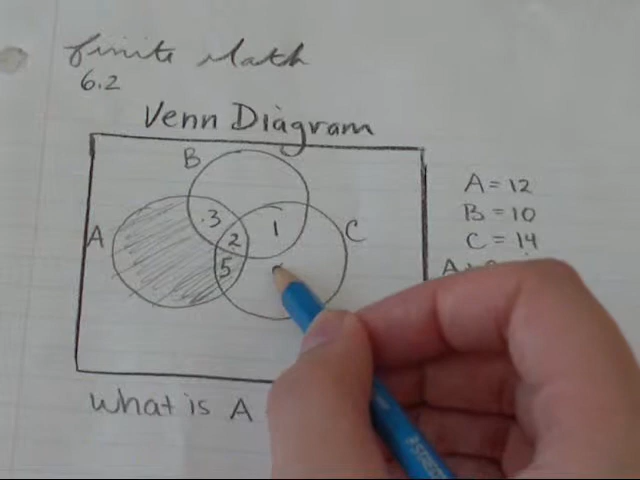 finite Math
6.2
Venn Diagram
B
A
C
.3
1
2
5
A = 12
B = 10
C = 14
What is A